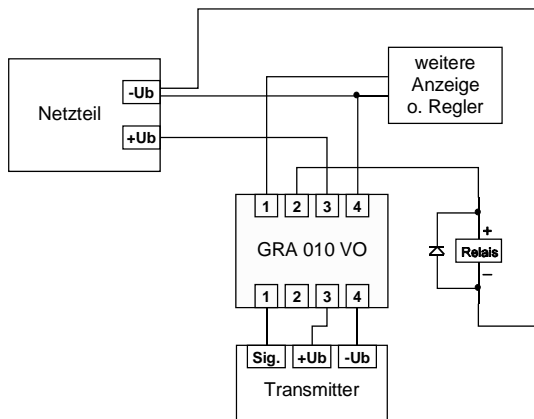 weitere
Anzeige
o. Regler
-Ub
Netzteil
+Ub
1 2 3 4
GRA 010 VO
+
Relais
–
1 2 3 4
Sig. +Ub -Ub
Transmitter